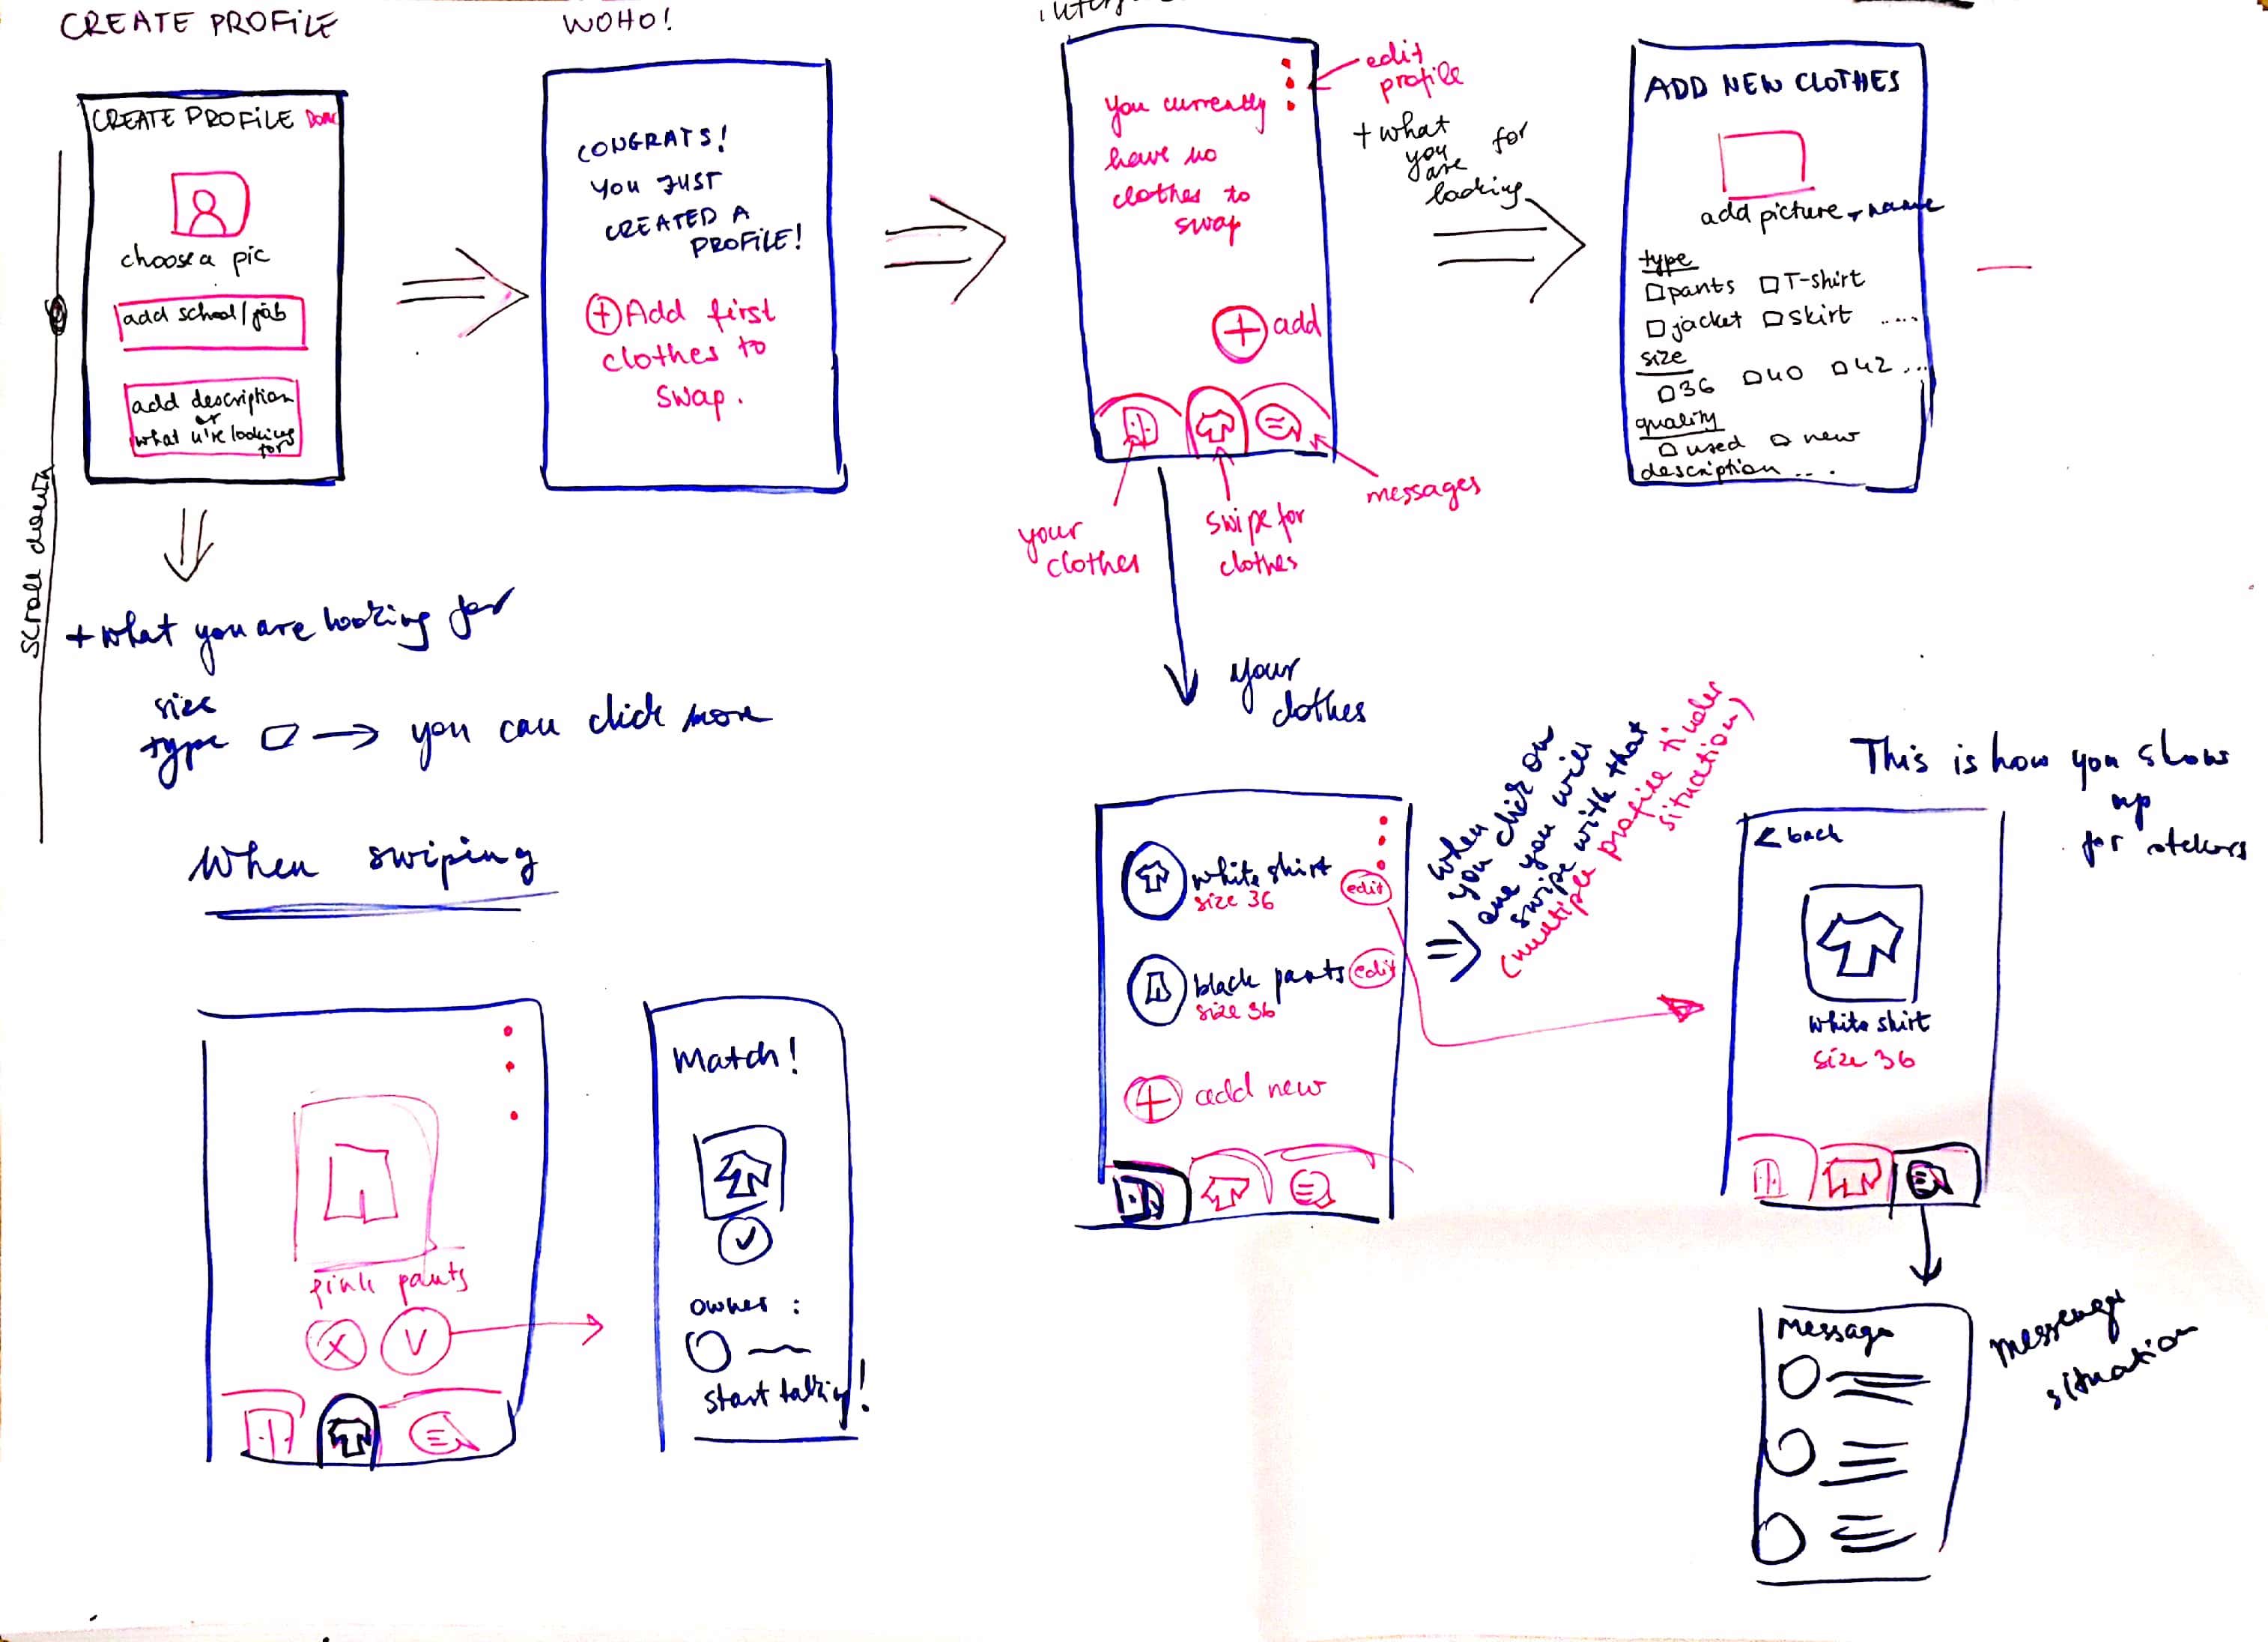 CREATE PROFILE
CREATE PROFILE
choose a pic
add school/job
add description
or
what u're looking
for
scroll down
+ what you are looking for
size
type
you can click more
WOHO!
CONGRATS!
YOU JUST
CREATED A
PROFILE!
+ Add first
clothes to
swap.
you currently
have no
clothes to
swap
+ add
edit
profile
your
clothes
swipe for
clothes
messages
+ what
you
are
looking
for
ADD NEW CLOTHES
add picture + name
type
pants T-shirt
jacket skirt .....
size
36 40 42 ...
quality
used new
description ...
When swiping
pink pants
X V
Match!
owner :
start talking!
your
clothes
white shirt
size 36
edit
black pants
size 36
edit
+ add new
when
you click on
one you will
swipe with that
(multiple profile tinder
situation)
This is how you show
up
for others
< back
white shirt
size 36
Message
messenger
situation